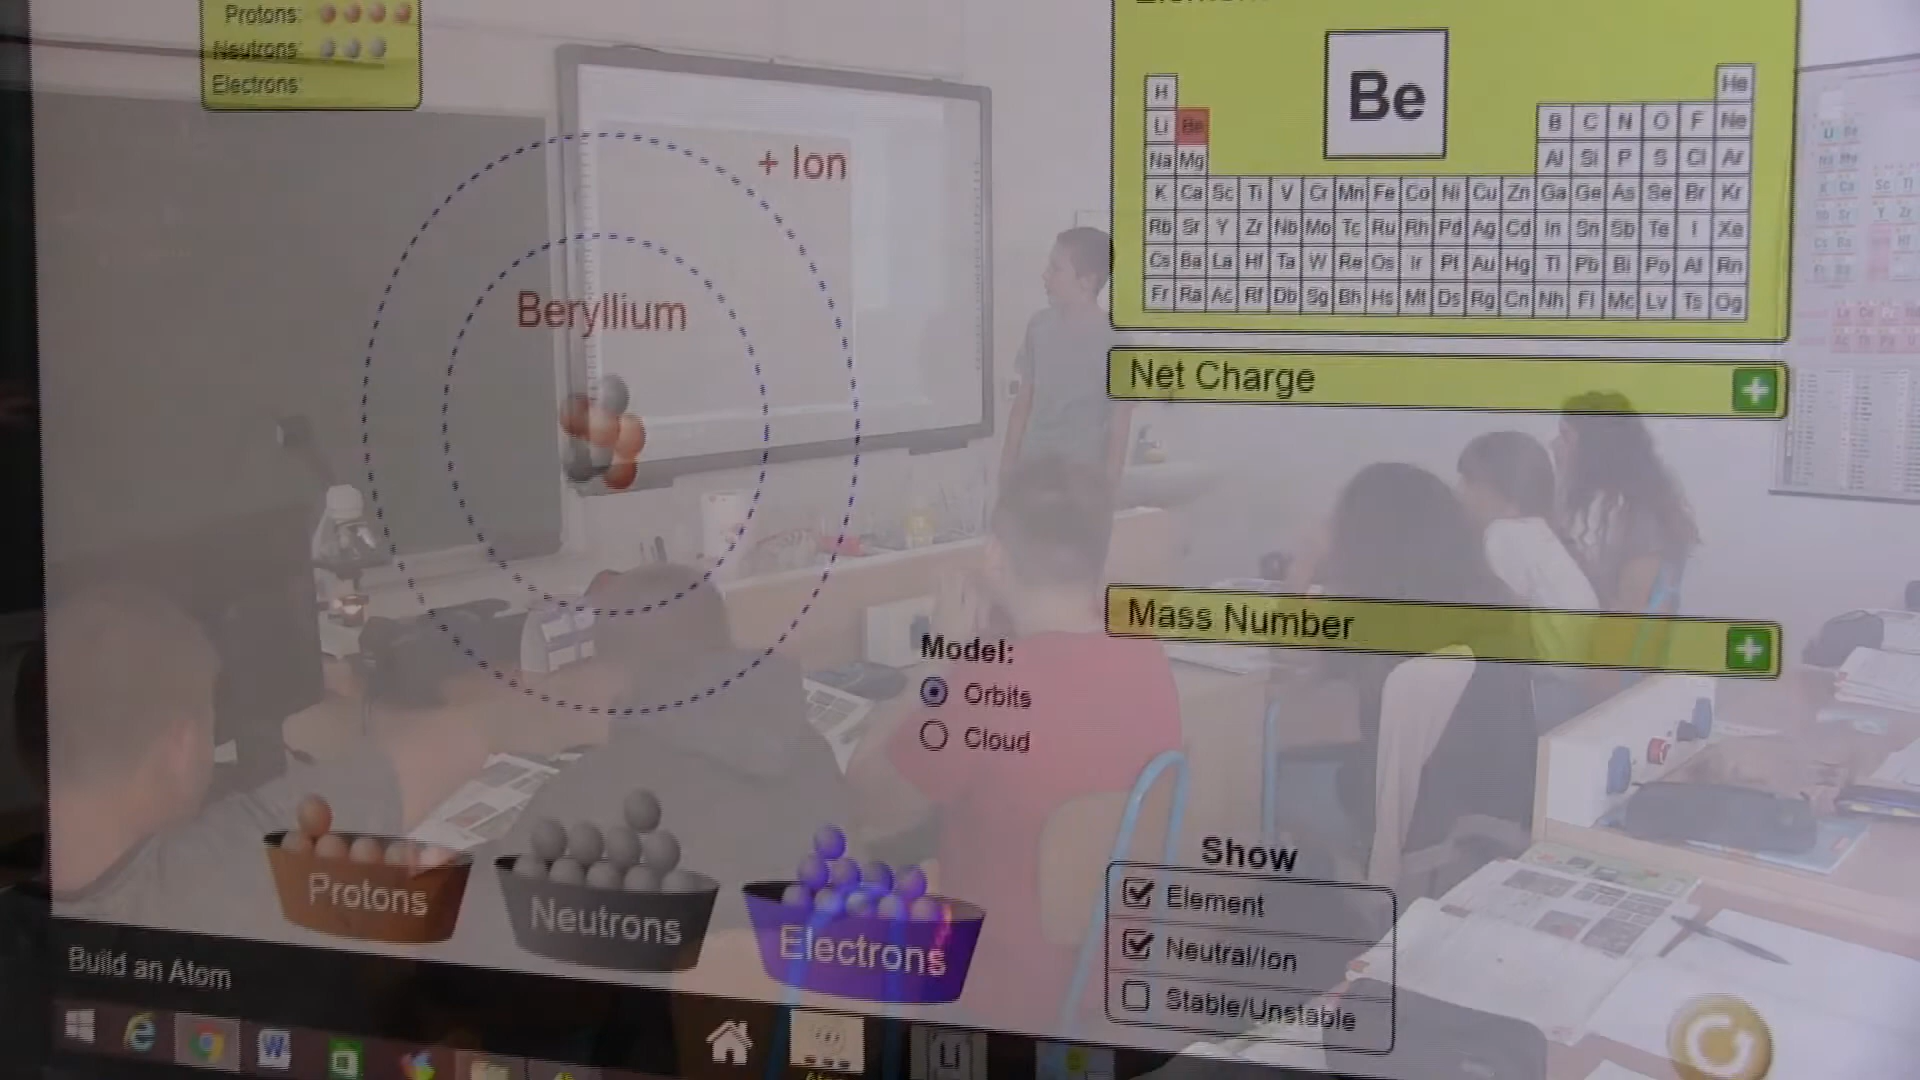 Protons:
Neutrons:
Electrons:
+ Ion
Beryllium
Be
H He
Li Be B C N O F Ne
Na Mg Al Si P S Cl Ar
K Ca Sc Ti V Cr Mn Fe Co Ni Cu Zn Ga Ge As Se Br Kr
Rb Sr Y Zr Nb Mo Tc Ru Rh Pd Ag Cd In Sn Sb Te I Xe
Cs Ba La Hf Ta W Re Os Ir Pt Au Hg Tl Pb Bi Po At Rn
Fr Ra Ac Rf Db Sg Bh Hs Mt Ds Rg Cn Nh Fl Mc Lv Ts Og
Net Charge
Mass Number
Model:
Orbits
Cloud
Protons
Neutrons
Electrons
Show
Element
Neutral/Ion
Stable/Unstable
Build an Atom